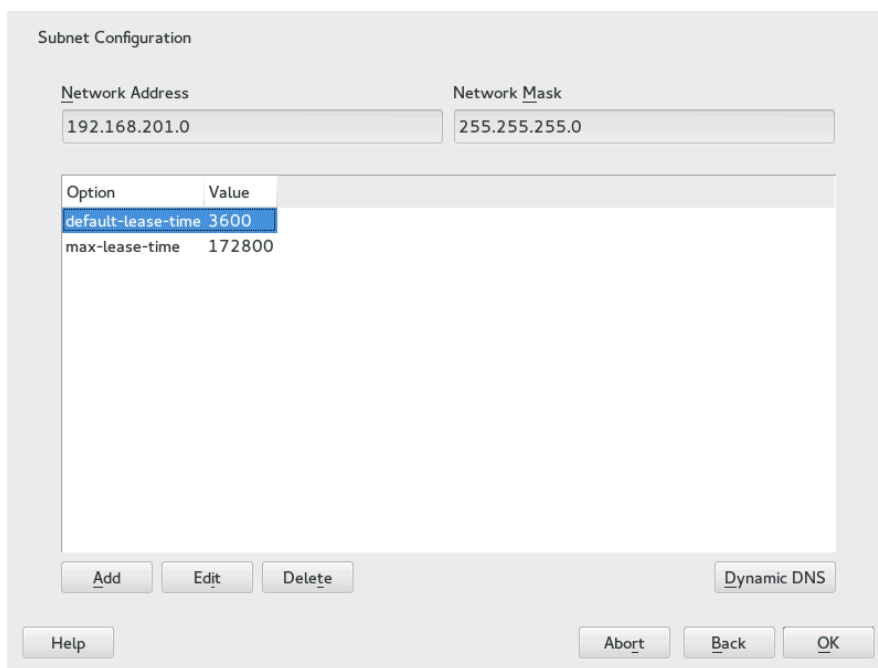 Subnet Configuration
Network Address Network Mask
192.168.201.0 255.255.255.0
Option Value
default-lease-time 3600
max-lease-time 172800
Add Edit Delete Dynamic DNS
Help Abort Back OK